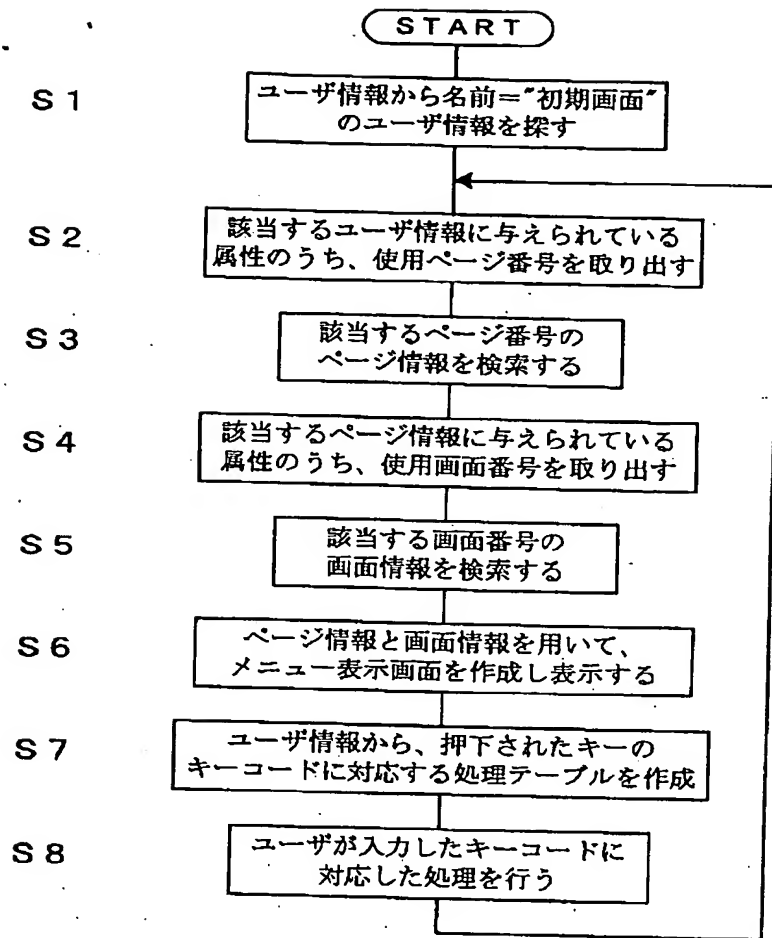 START
S1
ユーザ情報から名前="初期画面"
のユーザ情報を探す
S2
該当するユーザ情報に与えられている
属性のうち、使用ページ番号を取り出す
S3
該当するページ番号の
ページ情報を検索する
S4
該当するページ情報に与えられている
属性のうち、使用画面番号を取り出す
S5
該当する画面番号の
画面情報を検索する
S6
ページ情報と画面情報を用いて、
メニュー表示画面を作成し表示する
S7
ユーザ情報から、押下されたキーの
キーコードに対応する処理テーブルを作成
S8
ユーザが入力したキーコードに
対応した処理を行う